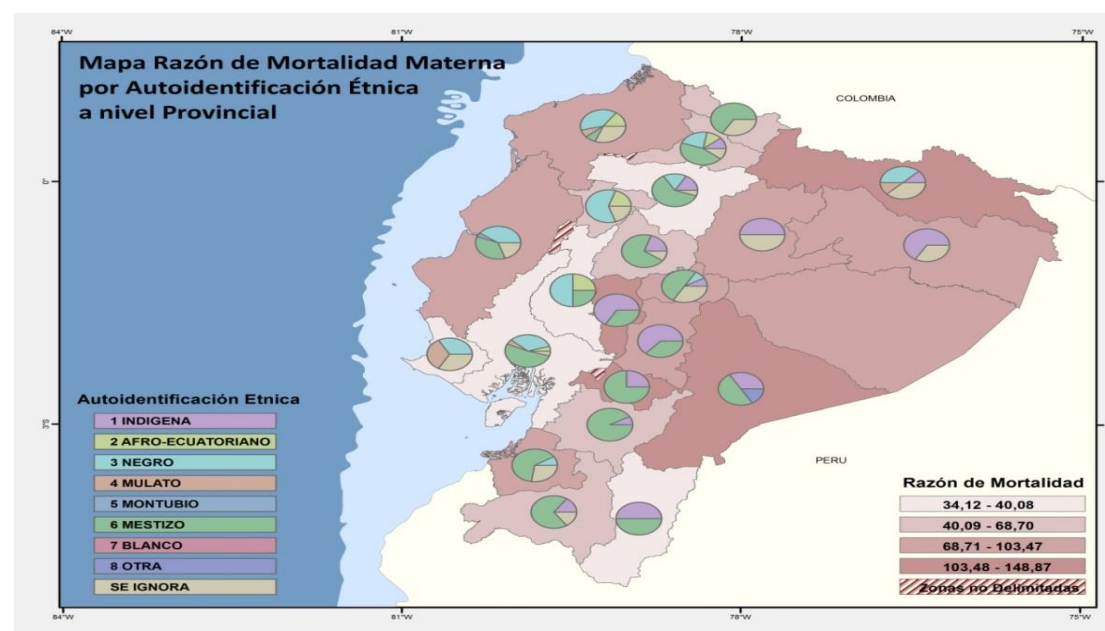 84°W
81°W
78°W
75°W
Mapa Razón de Mortalidad Materna
por Autoidentificación Étnica
a nivel Provincial
COLOMBIA
0°
PERU
3°S
Autoidentificación Etnica
1 INDIGENA
2 AFRO-ECUATORIANO
3 NEGRO
4 MULATO
5 MONTUBIO
6 MESTIZO
7 BLANCO
8 OTRA
SE IGNORA
Razón de Mortalidad
34,12 - 40,08
40,09 - 68,70
68,71 - 103,47
103,48 - 148,87
Zonas no Delimitadas
84°W
81°W
78°W
75°W